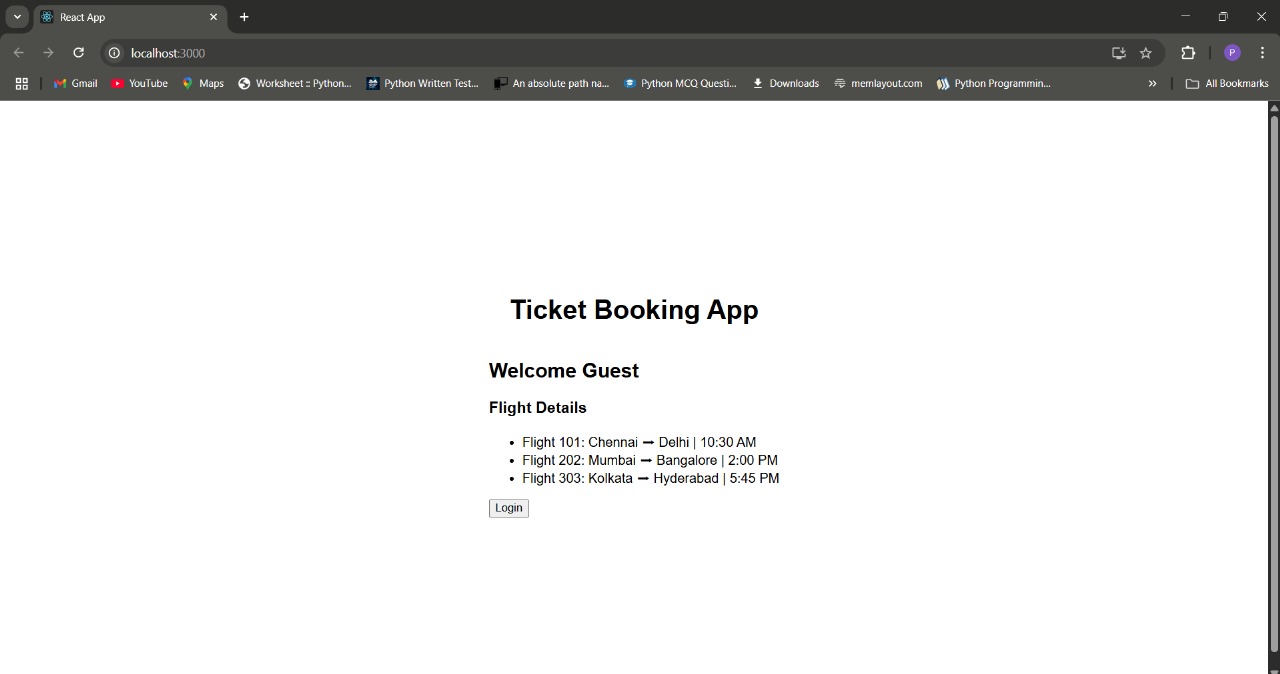 React App
localhost:3000
P
Gmail YouTube Maps Worksheet :: Python... Python Written Test... An absolute path na... Python MCQ Questi... Downloads memlayout.com Python Programmin... » All Bookmarks
Ticket Booking App
Welcome Guest
Flight Details
• Flight 101: Chennai ➞ Delhi | 10:30 AM
• Flight 202: Mumbai ➞ Bangalore | 2:00 PM
• Flight 303: Kolkata ➞ Hyderabad | 5:45 PM
Login